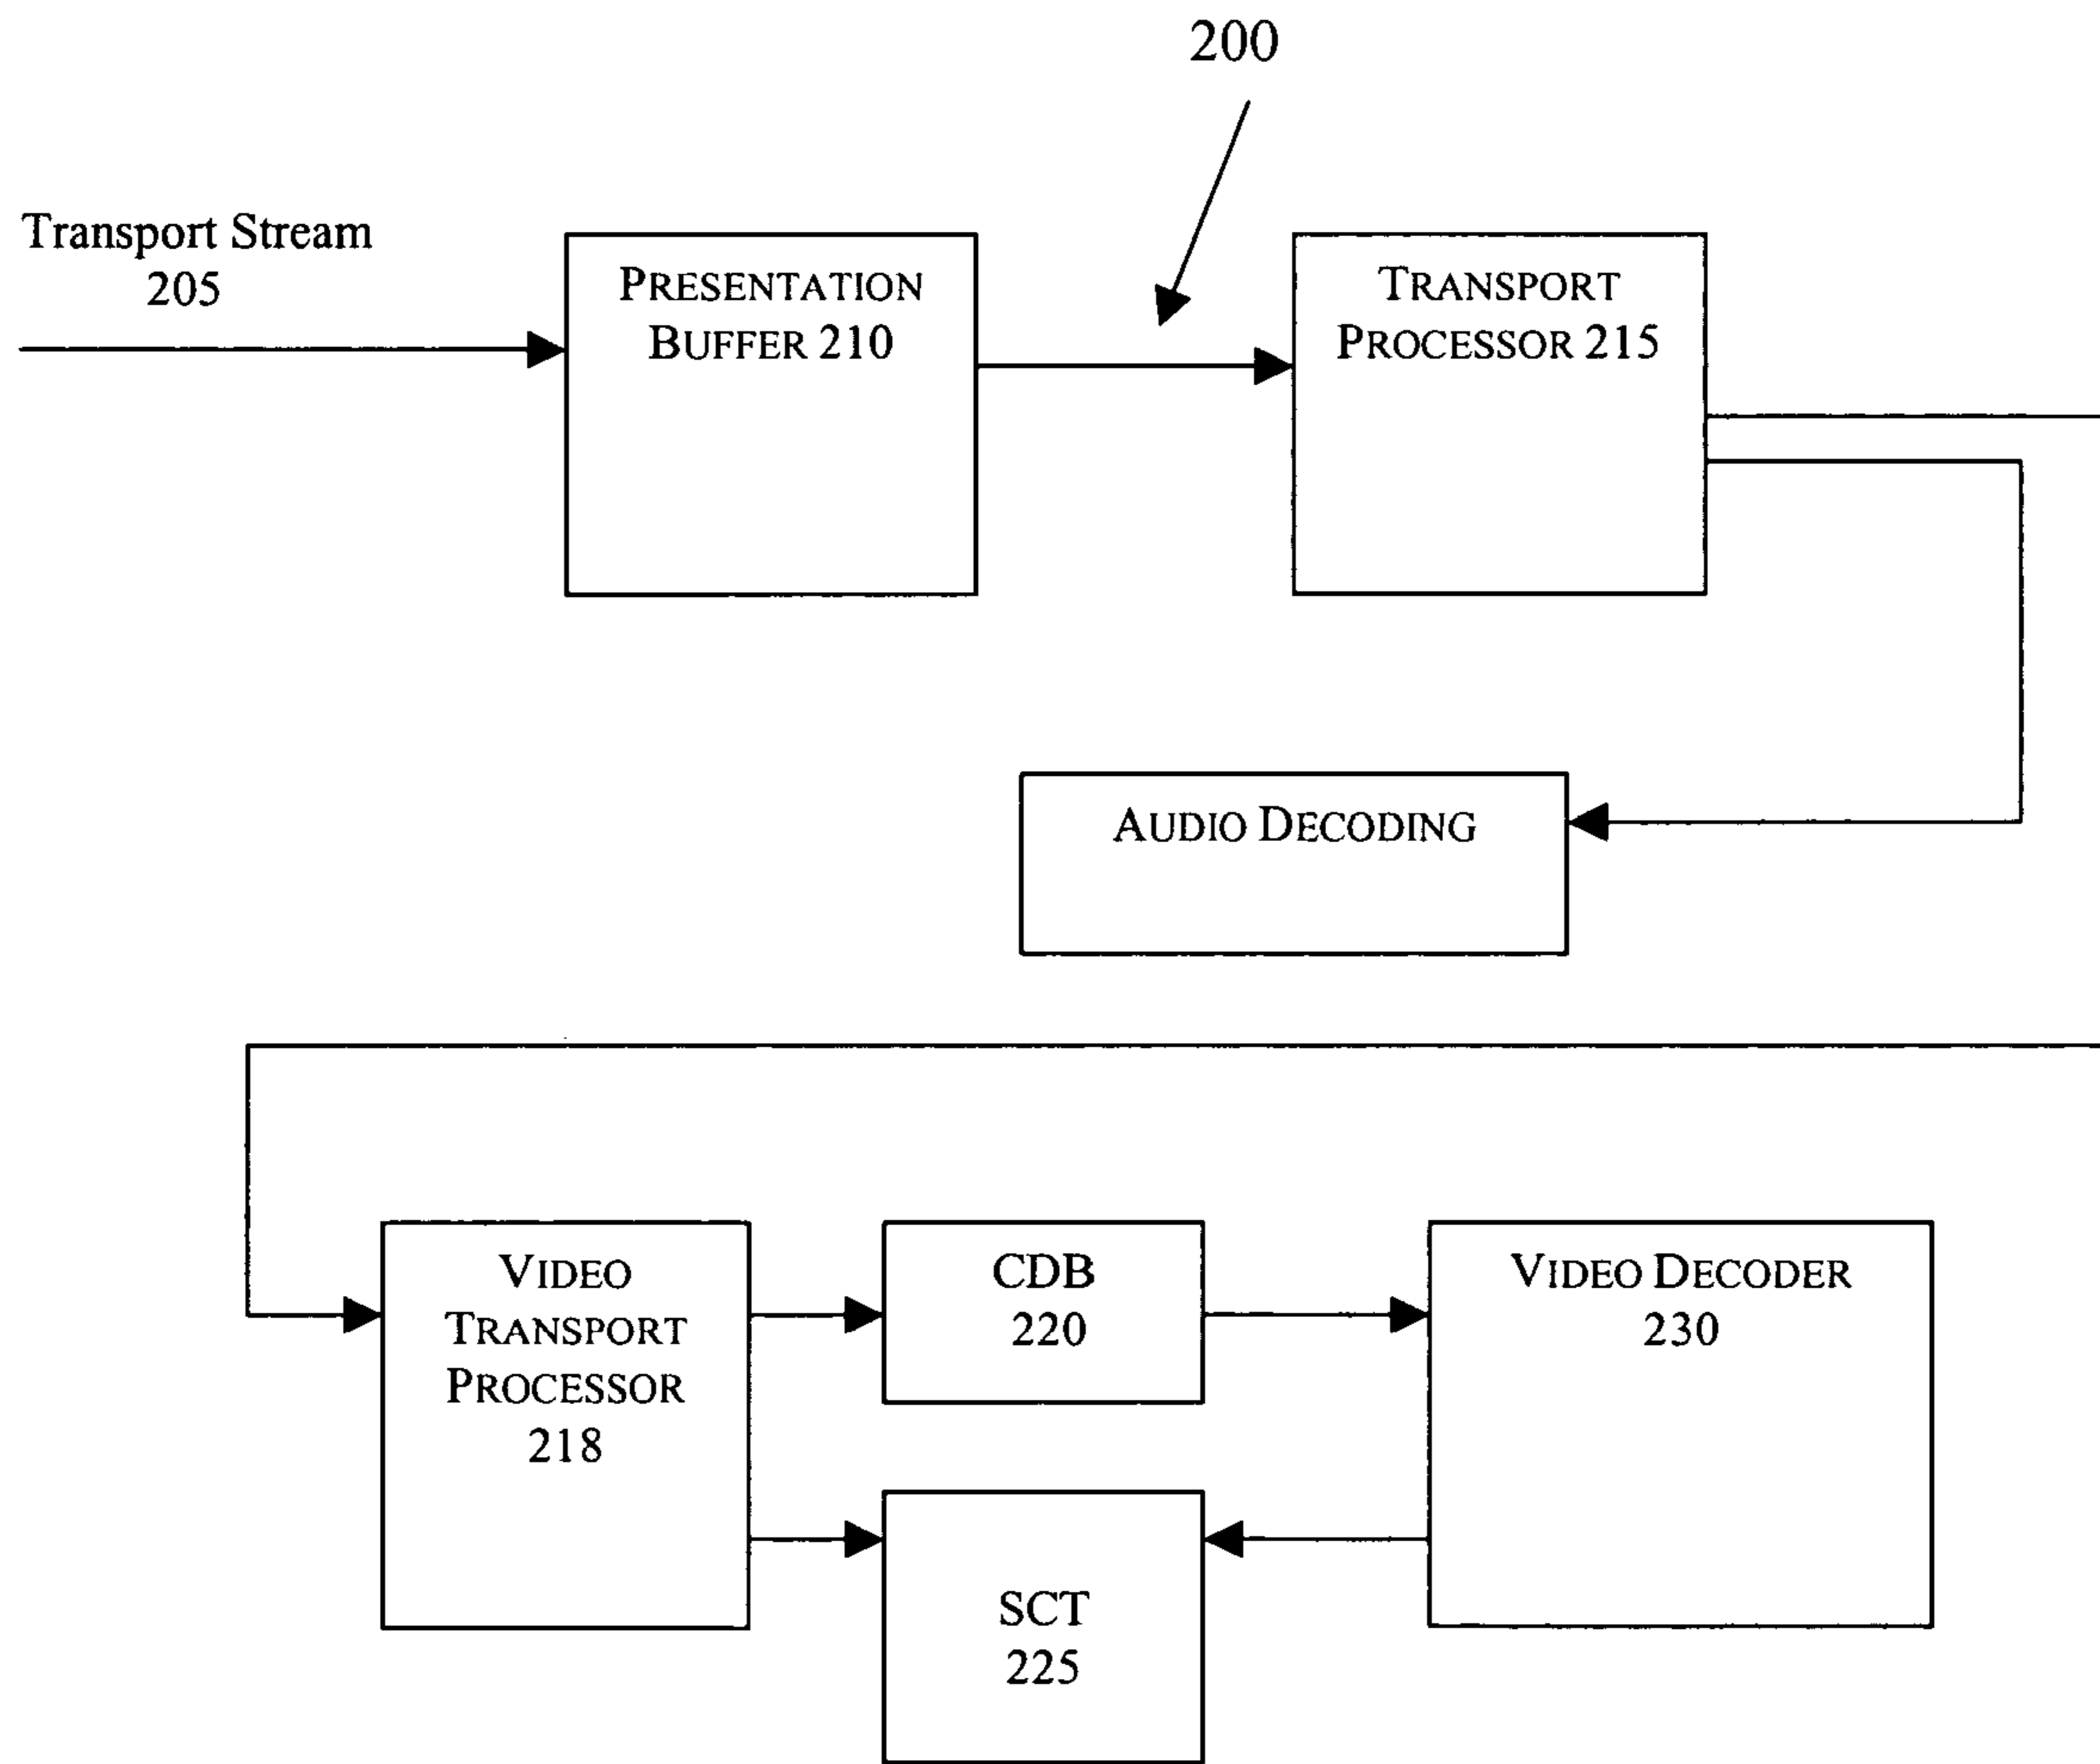 200
Transport Stream
205
PRESENTATION
BUFFER 210
TRANSPORT
PROCESSOR 215
AUDIO DECODING
VIDEO
TRANSPORT
PROCESSOR
218
CDB
220
VIDEO DECODER
230
SCT
225